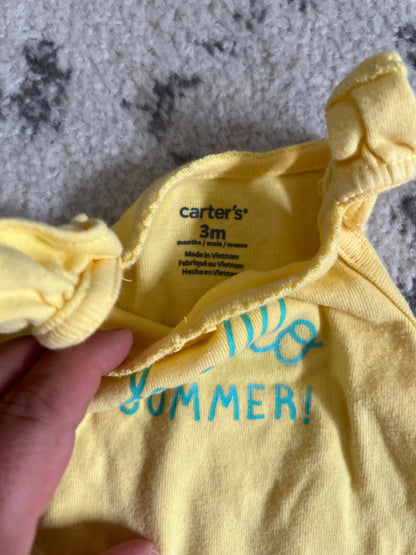 carter's®
3m
months / mois / meses
Made in Vietnam
Fabriqué au Vietnam
Hecho en Vietnam
SUMMER!